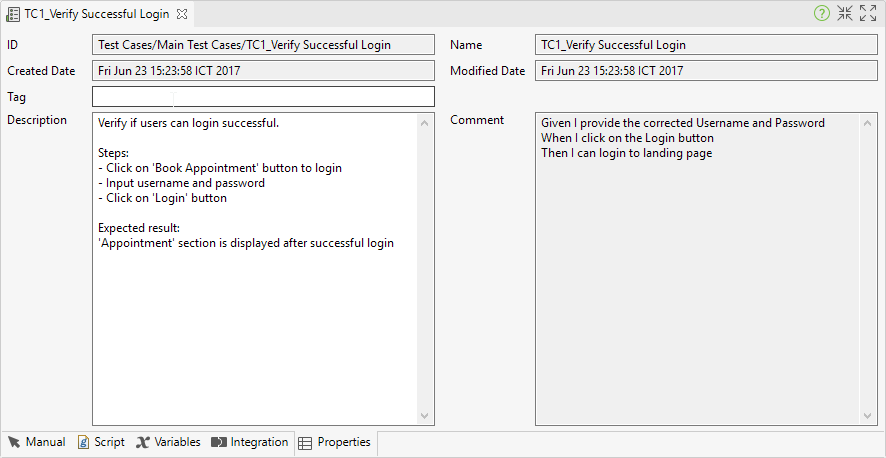 TC1_Verify Successful Login
ID
Test Cases/Main Test Cases/TC1_Verify Successful Login
Name
TC1_Verify Successful Login
Created Date
Fri Jun 23 15:23:58 ICT 2017
Modified Date
Fri Jun 23 15:23:58 ICT 2017
Tag
Description
Verify if users can login successful.
Steps:
- Click on 'Book Appointment' button to login
- Input username and password
- Click on 'Login' button
Expected result:
'Appointment' section is displayed after successful login
Comment
Given I provide the corrected Username and Password
When I click on the Login button
Then I can login to landing page
Manual
Script
Variables
Integration
Properties